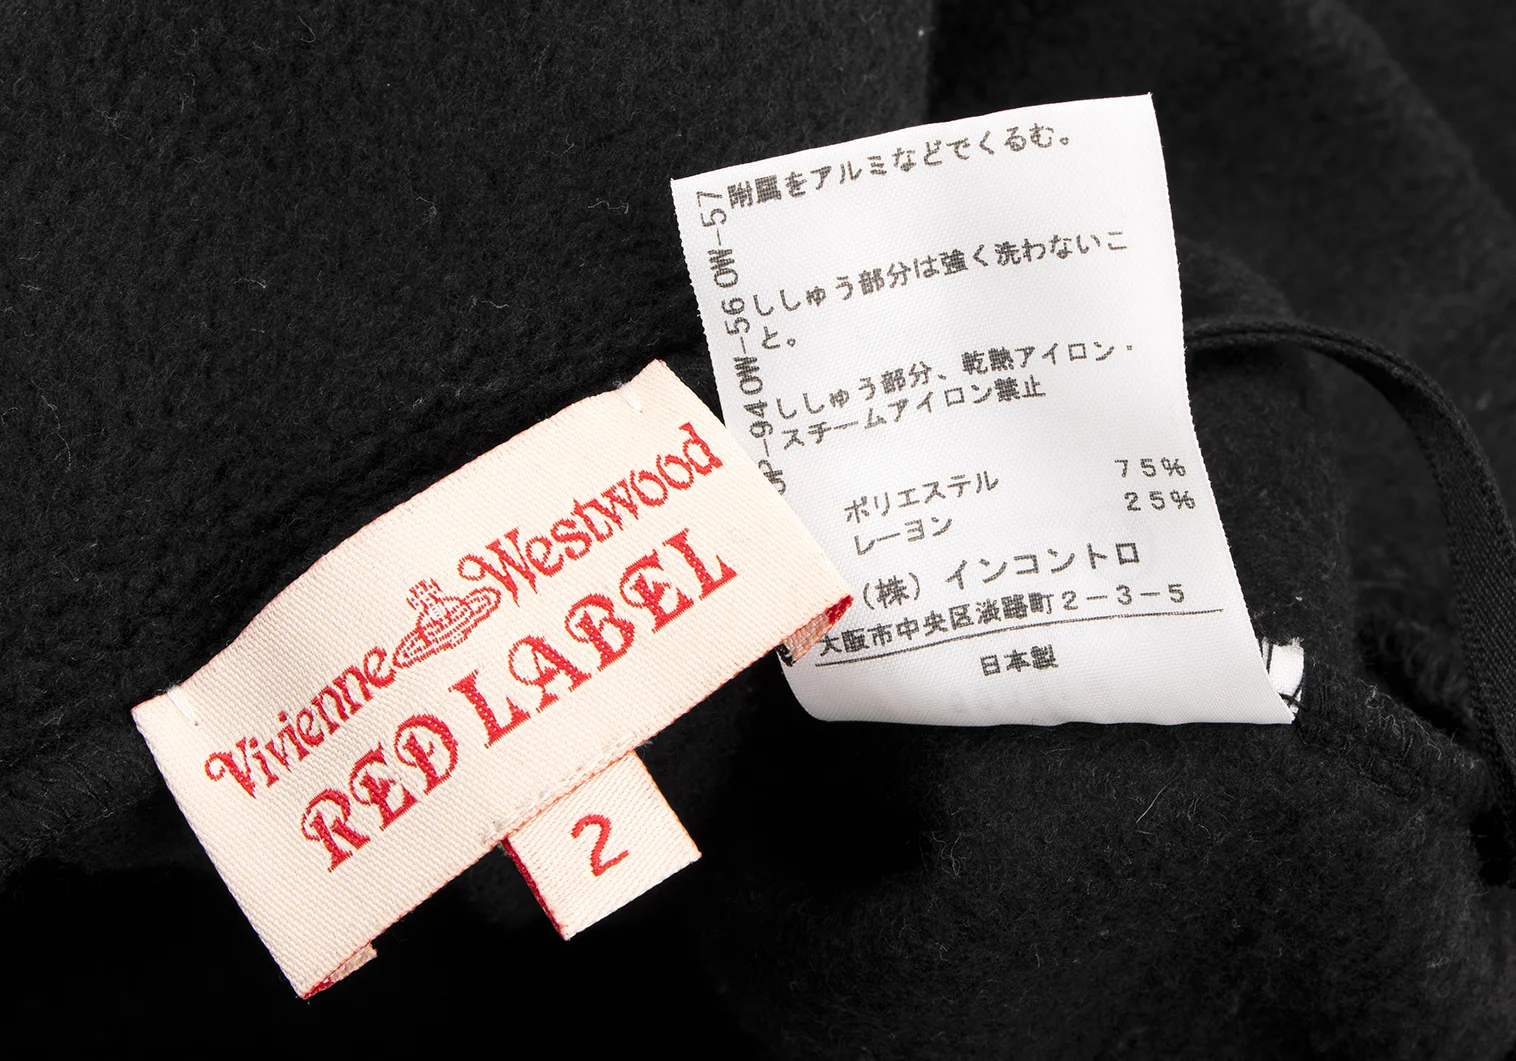 Vivienne Westwood
RED LABEL
2
附属をアルミなどでくるむ。
ししゅう部分は強く洗わないこ
と。
ししゅう部分、乾熱アイロン・
スチームアイロン禁止
ポリエステル 75%
レーヨン 25%
(株) インコントロ
大阪市中央区淡路町2-3-5
日本製
-940W-560W-57